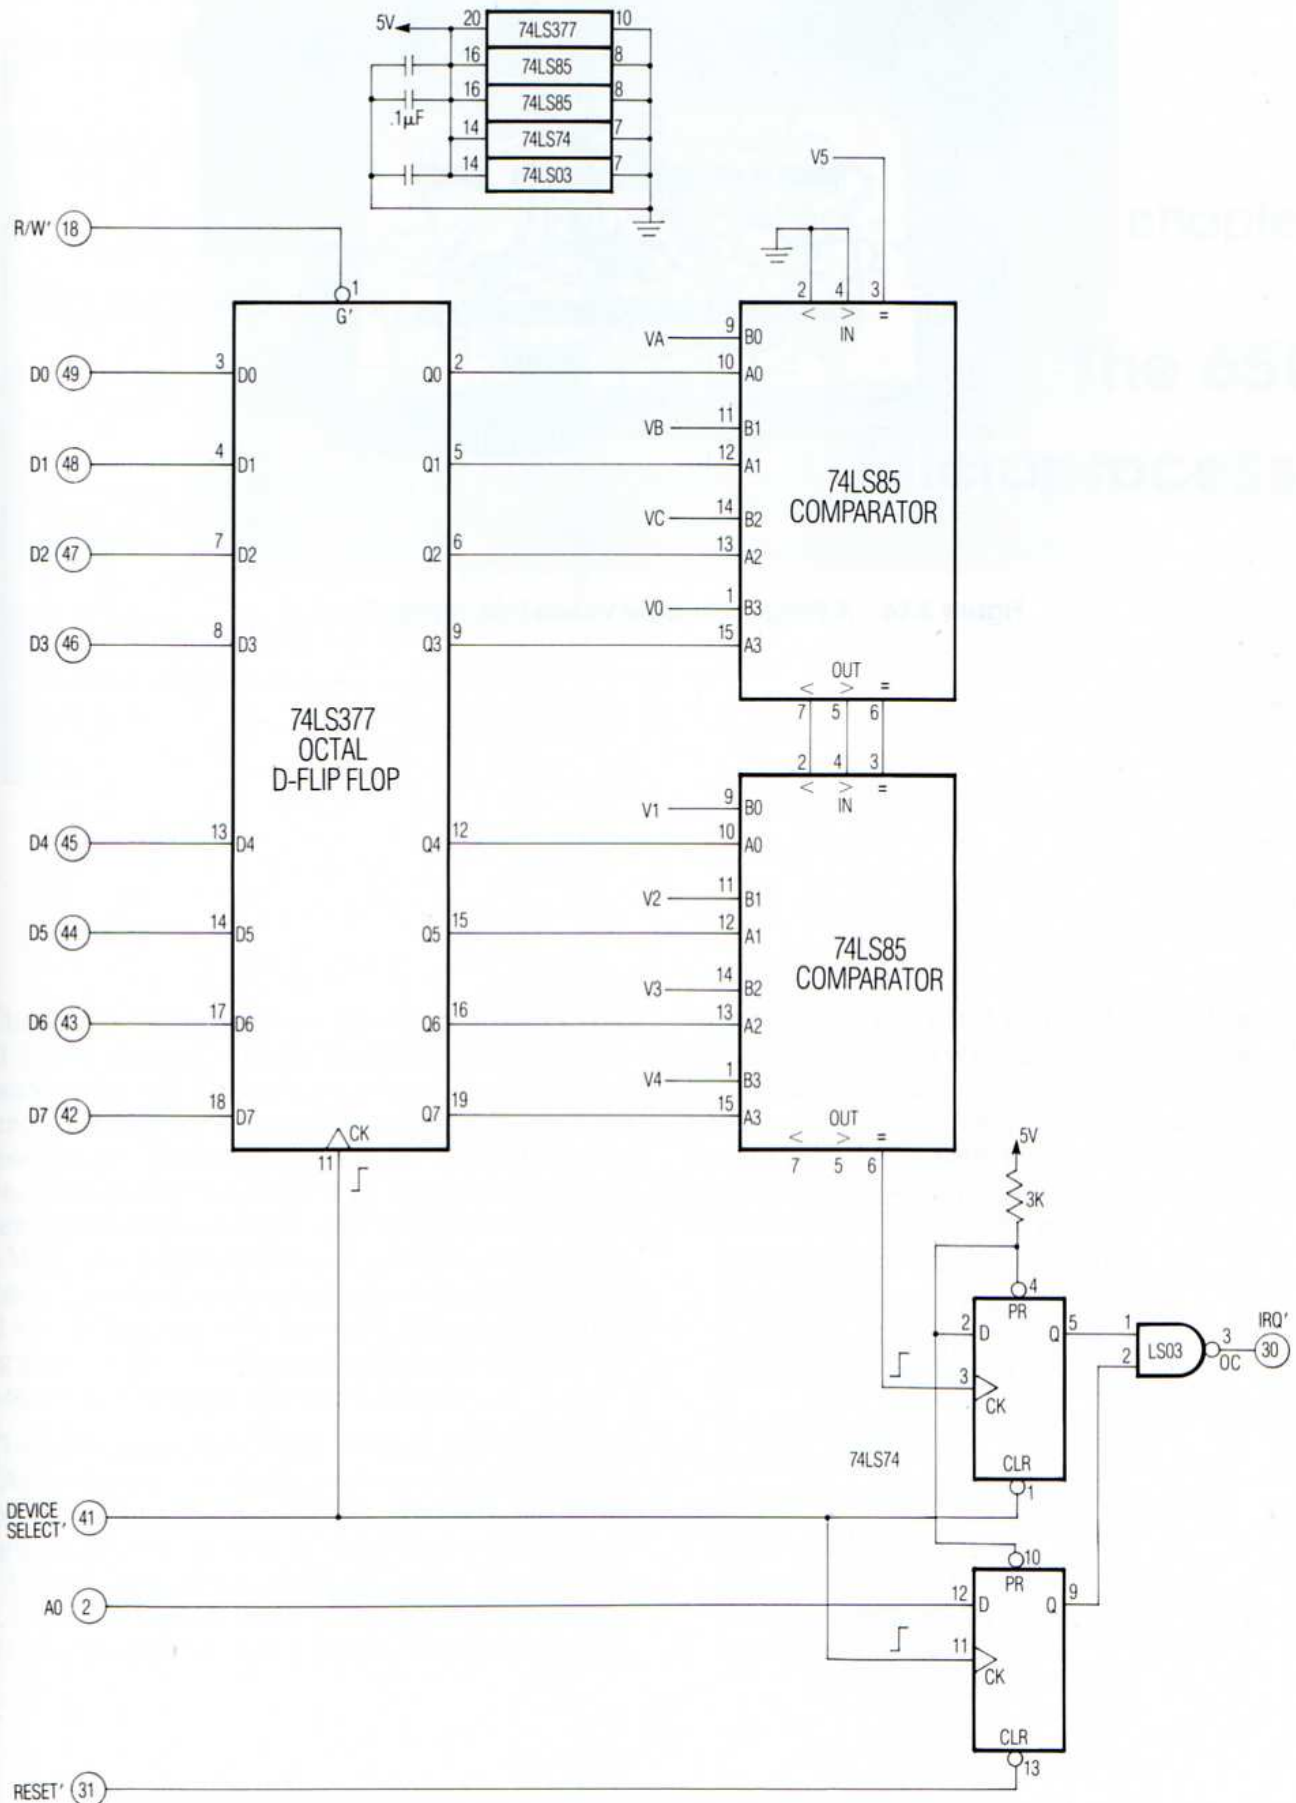 5V 20 74LS377 10
16 74LS85 8
16 74LS85 8
.1µF
14 74LS74 7
14 74LS03 7
V5
R/W' 18
1
G'
2 4 3
< > =
IN
VA 9 B0
D0 49 3 D0 Q0 2 10 A0
VB 11 B1
D1 48 4 D1 Q1 5 12 A1
74LS85
COMPARATOR
VC 14 B2
D2 47 7 D2 Q2 6 13 A2
V0 1 B3
D3 46 8 D3 Q3 9 15 A3
OUT
< > =
7 5 6
74LS377
OCTAL
D-FLIP FLOP
2 4 3
< > =
IN
V1 9 B0
D4 45 13 D4 Q4 12 10 A0
V2 11 B1
D5 44 14 D5 Q5 15 12 A1
74LS85
COMPARATOR
V3 14 B2
D6 43 17 D6 Q6 16 13 A2
V4 1 B3
D7 42 18 D7 Q7 19 15 A3
OUT
< > =
7 5 6
CK
11
5V
3K
4
PR
2 D Q 5
3
CK
1
2
LS03
3
OC
IRQ'
30
74LS74
CLR
1
DEVICE
SELECT' 41
10
PR
A0 2 12 D Q 9
11
CK
CLR
13
RESET' 31